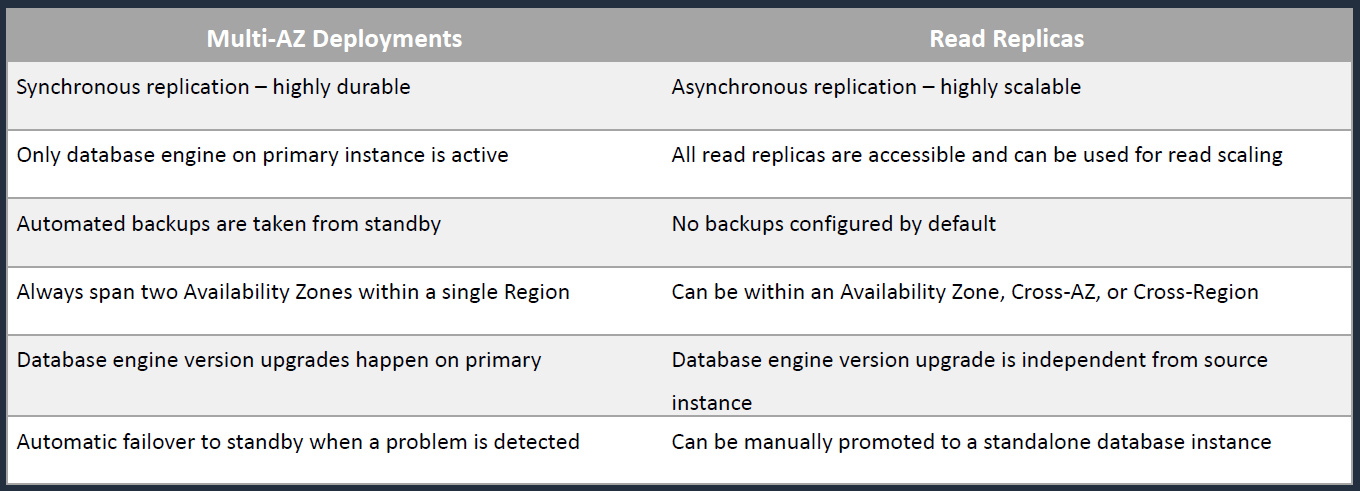 Multi-AZ Deployments Read Replicas
Synchronous replication – highly durable Asynchronous replication – highly scalable
Only database engine on primary instance is active All read replicas are accessible and can be used for read scaling
Automated backups are taken from standby No backups configured by default
Always span two Availability Zones within a single Region Can be within an Availability Zone, Cross-AZ, or Cross-Region
Database engine version upgrades happen on primary Database engine version upgrade is independent from source
instance
Automatic failover to standby when a problem is detected Can be manually promoted to a standalone database instance